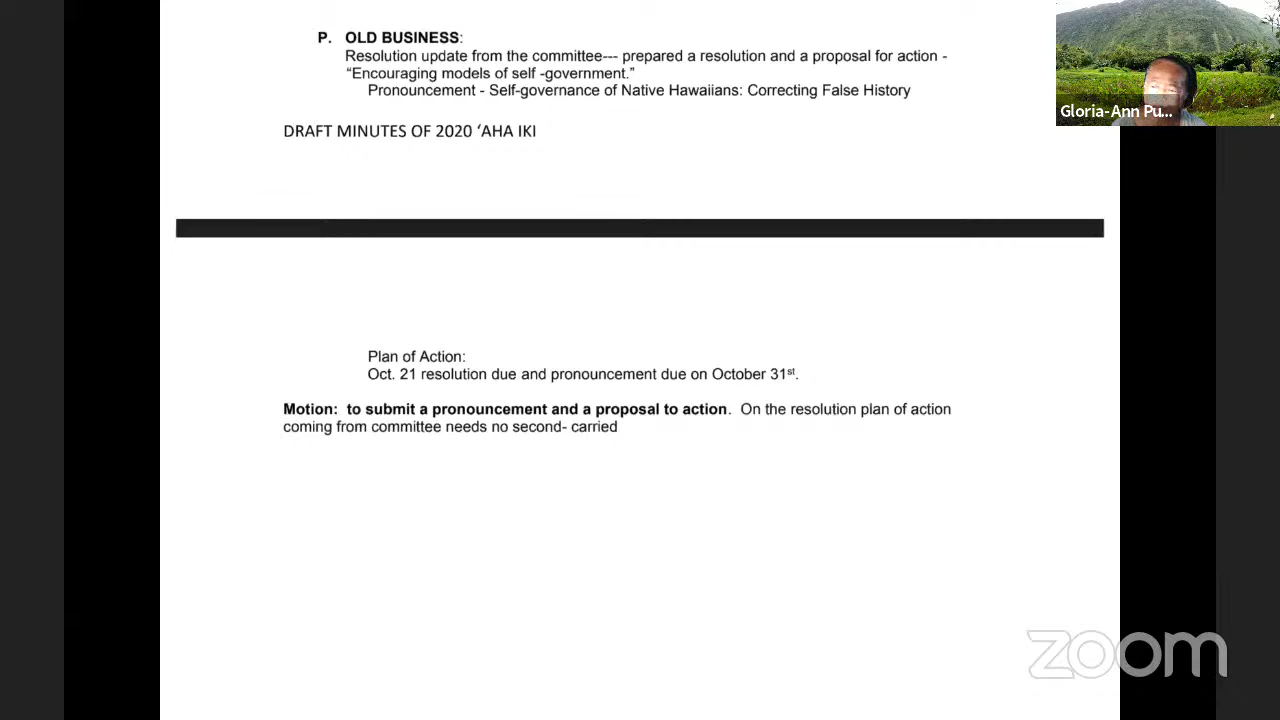 P. OLD BUSINESS:
Resolution update from the committee--- prepared a resolution and a proposal for action -
“Encouraging models of self -government.”
Pronouncement - Self-governance of Native Hawaiians: Correcting False History
Gloria-Ann Pu...
DRAFT MINUTES OF 2020 ‘AHA IKI
Plan of Action:
Oct. 21 resolution due and pronouncement due on October 31st.
Motion: to submit a pronouncement and a proposal to action. On the resolution plan of action
coming from committee needs no second- carried
zoom